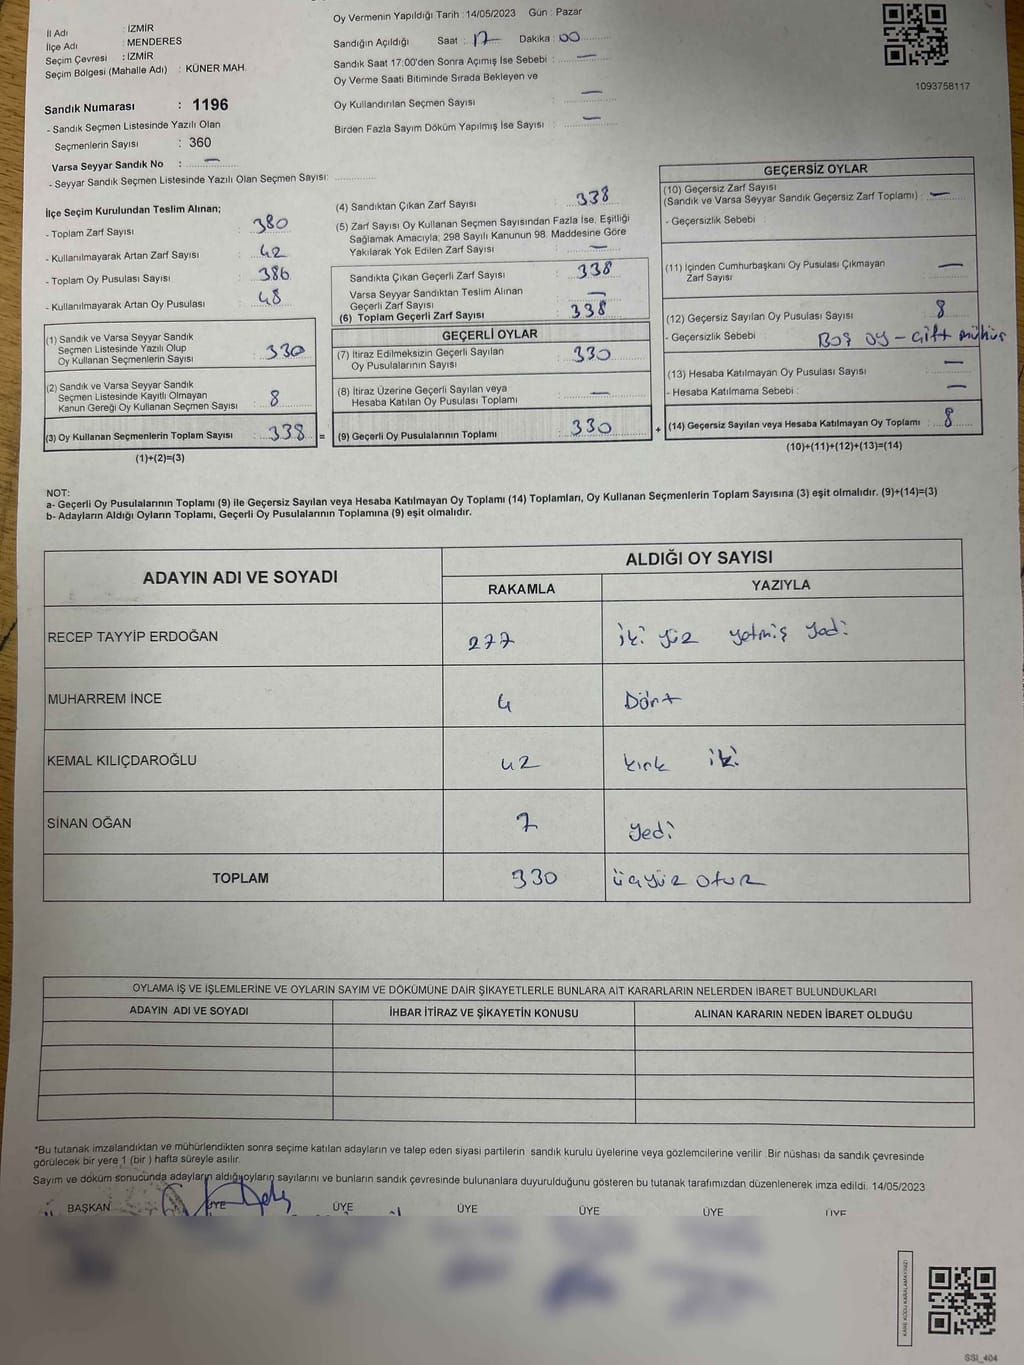 İl Adı : İZMİR
İlçe Adı : MENDERES
Seçim Çevresi : İZMİR
Seçim Bölgesi (Mahalle Adı) : KÜNER MAH.
Sandık Numarası : 1196
- Sandık Seçmen Listesinde Yazılı Olan
Seçmenlerin Sayısı : 360
Varsa Seyyar Sandık No : —
- Seyyar Sandık Seçmen Listesinde Yazılı Olan Seçmen Sayısı:
Oy Vermenin Yapıldığı Tarih : 14/05/2023 Gün : Pazar
Sandığın Açıldığı Saat : 17 Dakika : 00
Sandık Saat 17:00'den Sonra Açımış İse Sebebi : —
Oy Verme Saati Bitiminde Sırada Bekleyen ve
Oy Kullandırılan Seçmen Sayısı : —
Birden Fazla Sayım Döküm Yapılmış İse Sayısı : —
1093758117
İlçe Seçim Kurulundan Teslim Alınan;
- Toplam Zarf Sayısı : 380
- Kullanılmayarak Artan Zarf Sayısı : 42
- Toplam Oy Pusulası Sayısı : 386
- Kullanılmayarak Artan Oy Pusulası : 48
(1) Sandık ve Varsa Seyyar Sandık
Seçmen Listesinde Yazılı Olup
Oy Kullanan Seçmenlerin Sayısı : 330
(2) Sandık ve Varsa Seyyar Sandık
Seçmen Listesinde Kayıtlı Olmayan
Kanun Gereği Oy Kullanan Seçmen Sayısı : 8
(3) Oy Kullanan Seçmenlerin Toplam Sayısı : 338 =
(1)+(2)=(3)
(4) Sandıktan Çıkan Zarf Sayısı : 338
(5) Zarf Sayısı Oy Kullanan Seçmen Sayısından Fazla İse, Eşitliği
Sağlamak Amacıyla, 298 Sayılı Kanunun 98. Maddesine Göre
Yakılarak Yok Edilen Zarf Sayısı : —
Sandıkta Çıkan Geçerli Zarf Sayısı : 338
Varsa Seyyar Sandıktan Teslim Alınan
Geçerli Zarf Sayısı : —
(6) Toplam Geçerli Zarf Sayısı : 338
GEÇERLİ OYLAR
(7) İtiraz Edilmeksizin Geçerli Sayılan
Oy Pusulalarının Sayısı : 330
(8) İtiraz Üzerine Geçerli Sayılan veya
Hesaba Katılan Oy Pusulası Toplamı : —
(9) Geçerli Oy Pusulalarının Toplamı : 330 +
GEÇERSİZ OYLAR
(10) Geçersiz Zarf Sayısı
(Sandık ve Varsa Seyyar Sandık Geçersiz Zarf Toplamı) : —
- Geçersizlik Sebebi :
(11) İçinden Cumhurbaşkanı Oy Pusulası Çıkmayan
Zarf Sayısı : —
(12) Geçersiz Sayılan Oy Pusulası Sayısı : 8
- Geçersizlik Sebebi : Boş oy – çift mühür
(13) Hesaba Katılmayan Oy Pusulası Sayısı : —
- Hesaba Katılmama Sebebi : —
(14) Geçersiz Sayılan veya Hesaba Katılmayan Oy Toplamı : 8
(10)+(11)+(12)+(13)=(14)
NOT:
a- Geçerli Oy Pusulalarının Toplamı (9) ile Geçersiz Sayılan veya Hesaba Katılmayan Oy Toplamı (14) Toplamları, Oy Kullanan Seçmenlerin Toplam Sayısına (3) eşit olmalıdır. (9)+(14)=(3)
b- Adayların Aldığı Oyların Toplamı, Geçerli Oy Pusulalarının Toplamına (9) eşit olmalıdır.
ADAYIN ADI VE SOYADI ALDIĞI OY SAYISI
RAKAMLA YAZIYLA
RECEP TAYYİP ERDOĞAN 277 iki yüz yetmiş yedi
MUHARREM İNCE 4 Dört
KEMAL KILIÇDAROĞLU 42 kırk iki
SİNAN OĞAN 7 yedi
TOPLAM 330 üçyüz otuz
OYLAMA İŞ VE İŞLEMLERİNE VE OYLARIN SAYIM VE DÖKÜMÜNE DAİR ŞİKAYETLERLE BUNLARA AİT KARARLARIN NELERDEN İBARET BULUNDUKLARI
ADAYIN ADI VE SOYADI İHBAR İTİRAZ VE ŞİKAYETİN KONUSU ALINAN KARARIN NEDEN İBARET OLDUĞU
*Bu tutanak imzalandıktan ve mühürlendikten sonra seçime katılan adayların ve talep eden siyasi partilerin sandık kurulu üyelerine veya gözlemcilerine verilir. Bir nüshası da sandık çevresinde
görülecek bir yere 1 (bir) hafta süreyle asılır.
Sayım ve döküm sonucunda adayların aldığı oyların sayılarını ve bunların sandık çevresinde bulunanlara duyurulduğunu gösteren bu tutanak tarafımızdan düzenlenerek imza edildi. 14/05/2023
BAŞKAN ÜYE ÜYE ÜYE ÜYE ÜYE ÜYE
KARE KODU KARALAMAYINIZ!
SSI_404